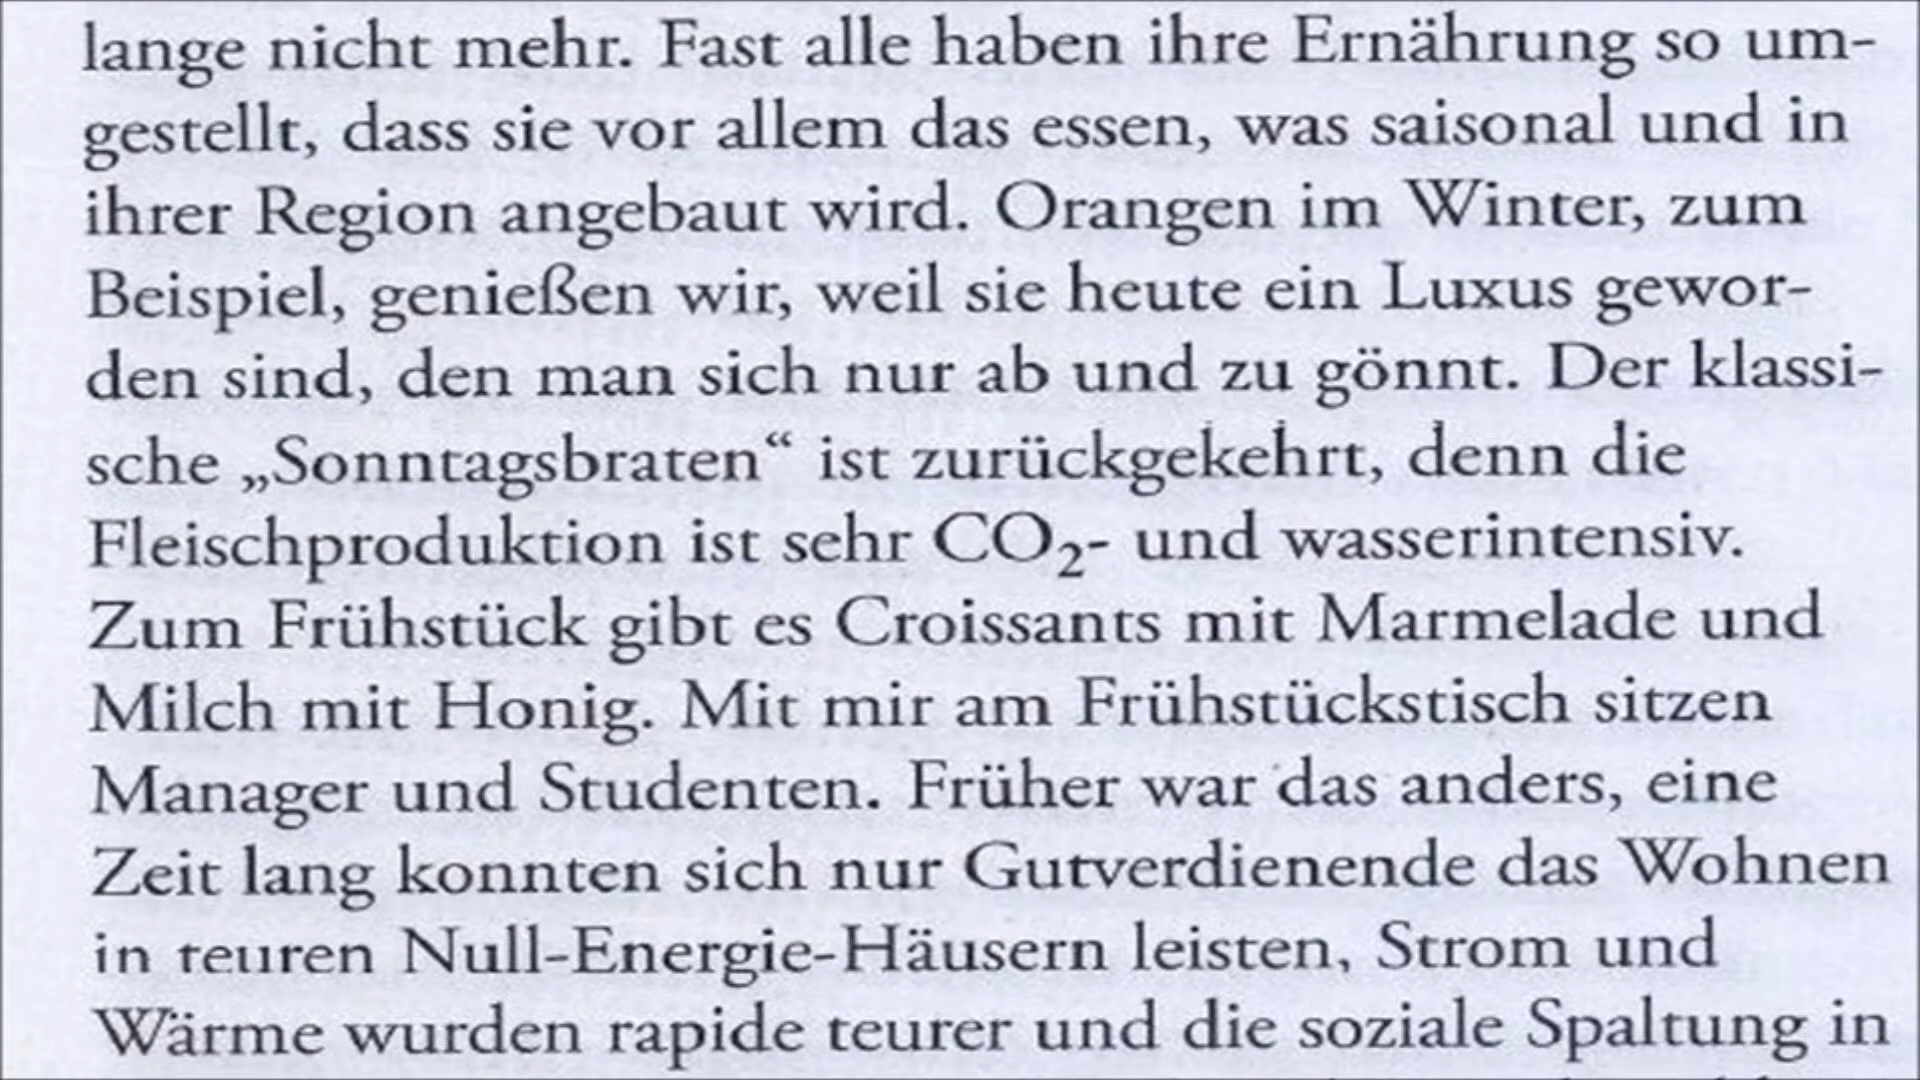 lange nicht mehr. Fast alle haben ihre Ernährung so um-
gestellt, dass sie vor allem das essen, was saisonal und in
ihrer Region angebaut wird. Orangen im Winter, zum
Beispiel, genießen wir, weil sie heute ein Luxus gewor-
den sind, den man sich nur ab und zu gönnt. Der klassi-
sche „Sonntagsbraten“ ist zurückgekehrt, denn die
Fleischproduktion ist sehr CO₂- und wasserintensiv.
Zum Frühstück gibt es Croissants mit Marmelade und
Milch mit Honig. Mit mir am Frühstückstisch sitzen
Manager und Studenten. Früher war das anders, eine
Zeit lang konnten sich nur Gutverdienende das Wohnen
in teuren Null-Energie-Häusern leisten, Strom und
Wärme wurden rapide teurer und die soziale Spaltung in